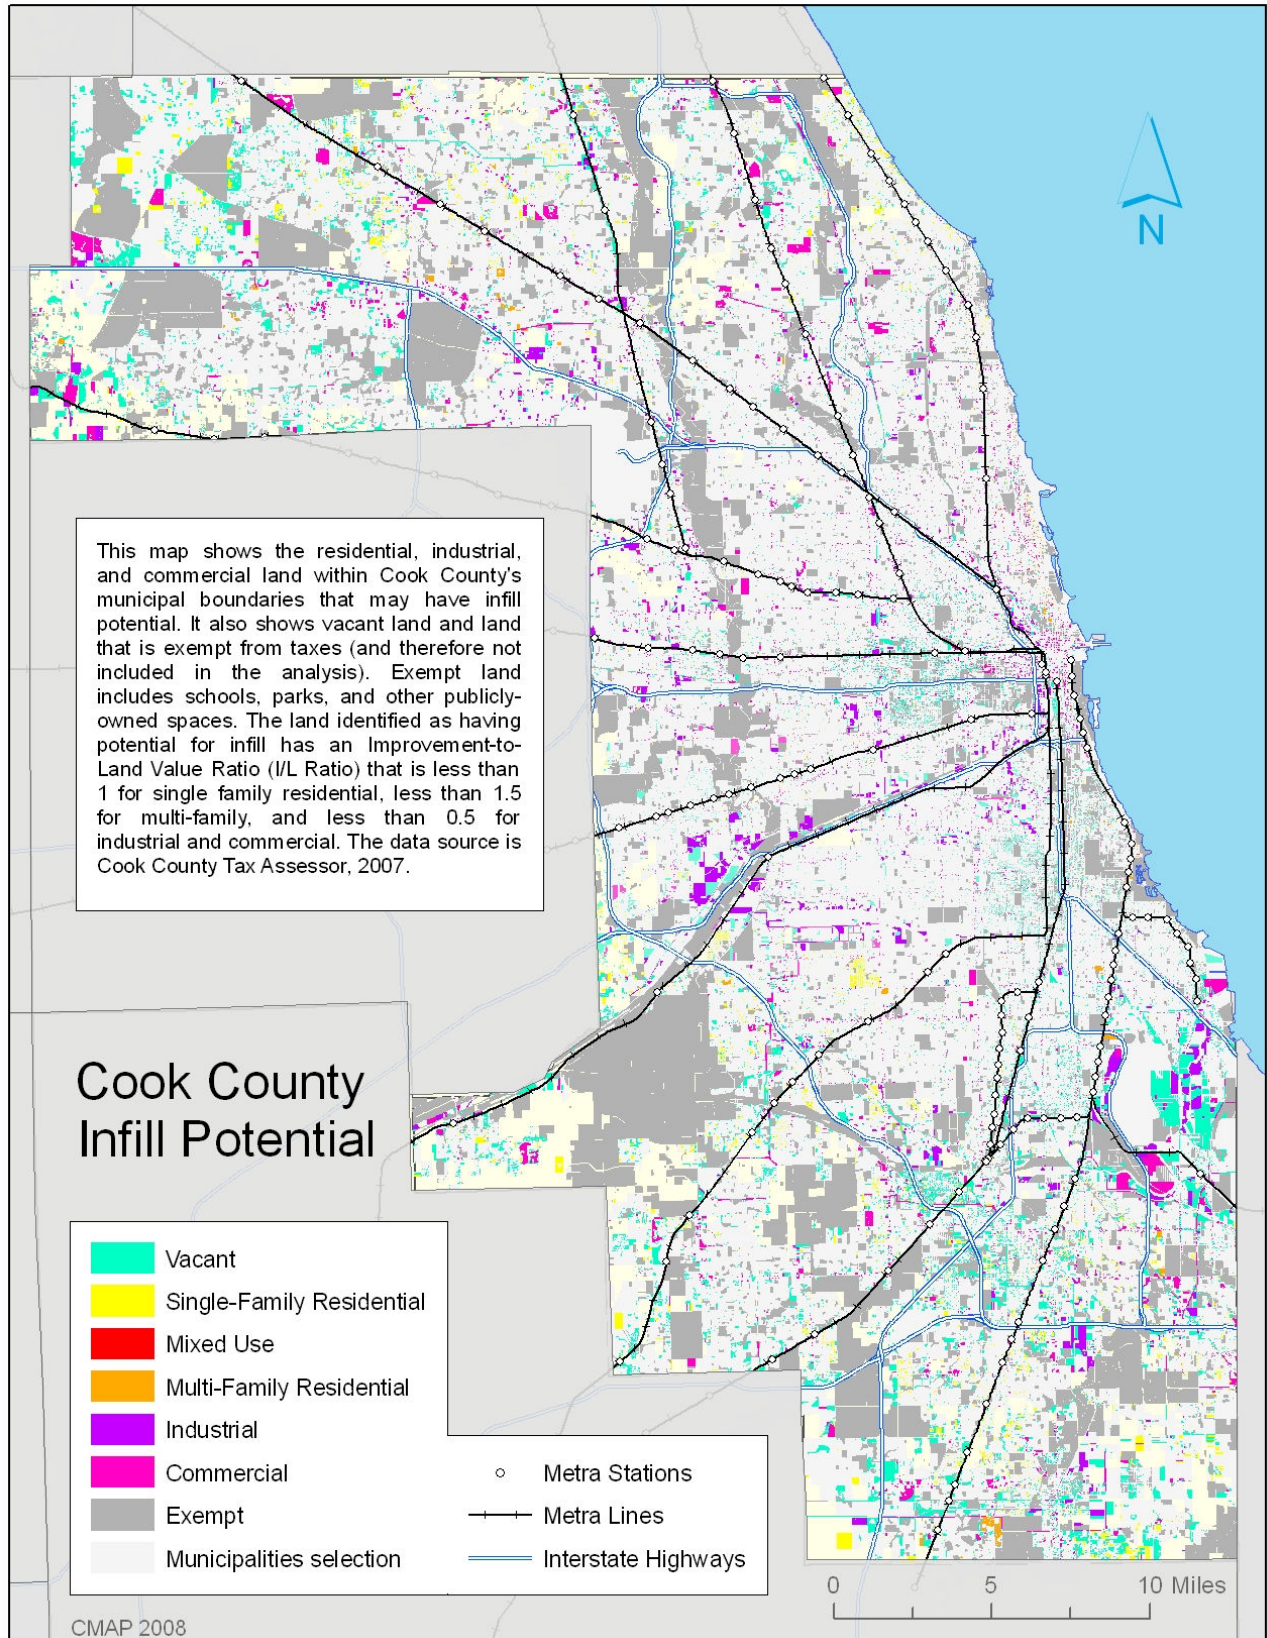 N
This map shows the residential, industrial,
and commercial land within Cook County's
municipal boundaries that may have infill
potential. It also shows vacant land and land
that is exempt from taxes (and therefore not
included in the analysis). Exempt land
includes schools, parks, and other publicly-
owned spaces. The land identified as having
potential for infill has an Improvement-to-
Land Value Ratio (I/L Ratio) that is less than
1 for single family residential, less than 1.5
for multi-family, and less than 0.5 for
industrial and commercial. The data source is
Cook County Tax Assessor, 2007.
Cook County
Infill Potential
Vacant
Single-Family Residential
Mixed Use
Multi-Family Residential
Industrial
Commercial
Exempt
Municipalities selection
Metra Stations
Metra Lines
Interstate Highways
0 5 10 Miles
CMAP 2008